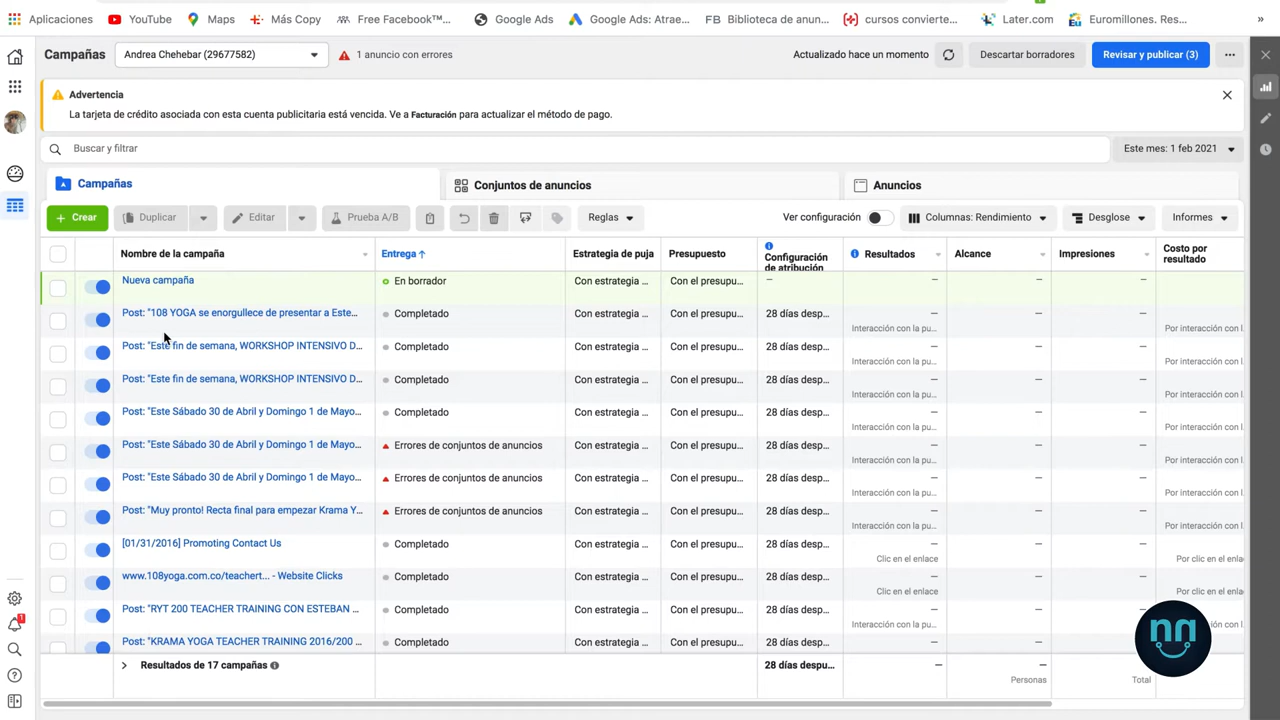 Aplicaciones YouTube Maps Más Copy Free Facebook™... Google Ads Google Ads: Atrae... FB Biblioteca de anunc... cursos convierte... Later.com Euromillones. Res... »
Campañas Andrea Chehebar (29677582) 1 anuncio con errores Actualizado hace un momento Descartar borradores Revisar y publicar (3) ...
Advertencia
La tarjeta de crédito asociada con esta cuenta publicitaria está vencida. Ve a Facturación para actualizar el método de pago.
Buscar y filtrar Este mes: 1 feb 2021
Campañas Conjuntos de anuncios Anuncios
+ Crear Duplicar Editar Prueba A/B Reglas Ver configuración Columnas: Rendimiento Desglose Informes
Nombre de la campaña Entrega ↑ Estrategia de puja Presupuesto Configuración de atribución Resultados Alcance Impresiones Costo por resultado
Nueva campaña En borrador Con estrategia ... Con el presupu... — — — —
Post: "108 YOGA se enorgullece de presentar a Este... Completado Con estrategia ... Con el presupu... 28 días desp... — — —
Interacción con la pu... Por interacción con l.
Post: "Este fin de semana, WORKSHOP INTENSIVO D... Completado Con estrategia ... Con el presupu... 28 días desp... — — —
Interacción con la pu... Por interacción con l.
Post: "Este fin de semana, WORKSHOP INTENSIVO D... Completado Con estrategia ... Con el presupu... 28 días desp... — — —
Interacción con la pu... Por interacción con l.
Post: "Este Sábado 30 de Abril y Domingo 1 de Mayo... Completado Con estrategia ... Con el presupu... 28 días desp... — — —
Interacción con la pu... Por interacción con l.
Post: "Este Sábado 30 de Abril y Domingo 1 de Mayo... Errores de conjuntos de anuncios Con estrategia ... Con el presupu... 28 días desp... — — —
Interacción con la pu... Por interacción con l.
Post: "Este Sábado 30 de Abril y Domingo 1 de Mayo... Errores de conjuntos de anuncios Con estrategia ... Con el presupu... 28 días desp... — — —
Interacción con la pu... Por interacción con l.
Post: "Muy pronto! Recta final para empezar Krama Y... Errores de conjuntos de anuncios Con estrategia ... Con el presupu... 28 días desp... — — —
Interacción con la pu... Por interacción con l.
[01/31/2016] Promoting Contact Us Completado Con estrategia ... Con el presupu... 28 días desp... — — —
Clic en el enlace Por clic en el enlac
www.108yoga.com.co/teachert... - Website Clicks Completado Con estrategia ... Con el presupu... 28 días desp... — — —
Clic en el enlace Por clic en el enlac
Post: "RYT 200 TEACHER TRAINING CON ESTEBAN ... Completado Con estrategia ... Con el presupu... 28 días desp... — — —
Interacción con la pu...
Post: "KRAMA YOGA TEACHER TRAINING 2016/200 ... Completado Con estrategia ... Con el presupu... 28 días desp... —
Resultados de 17 campañas 28 días despu... — — —
Personas Total